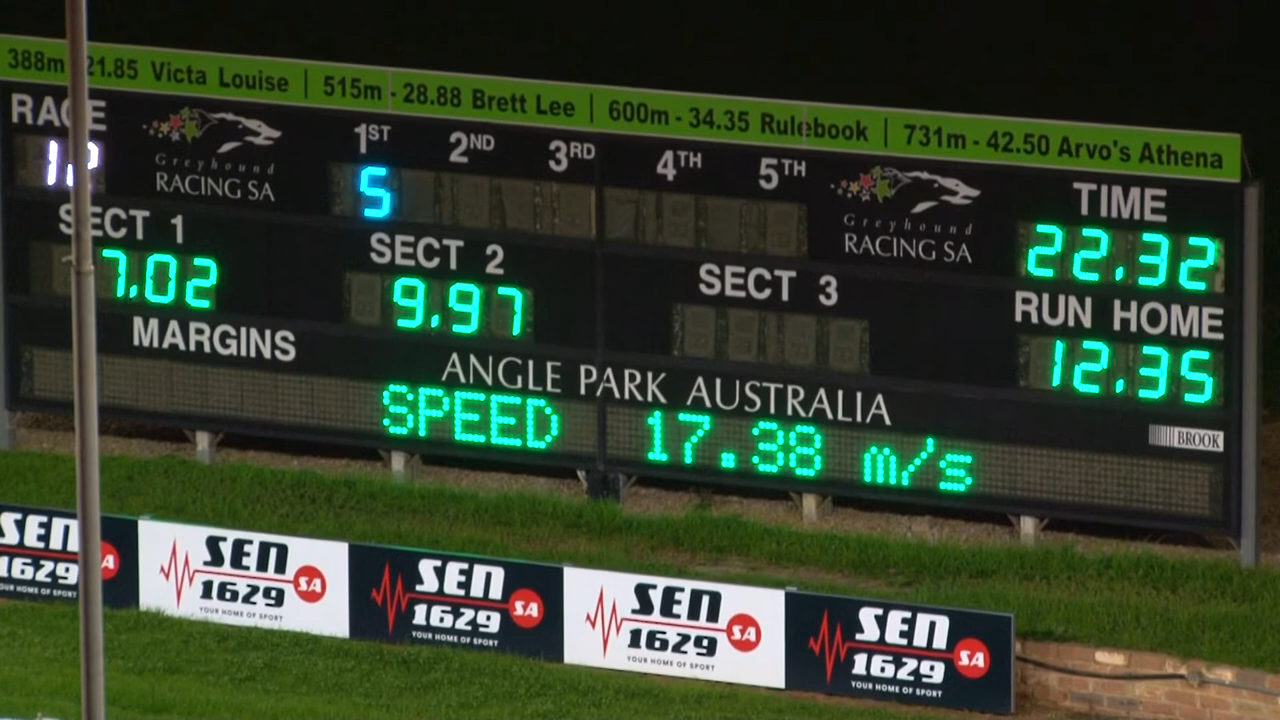 388m 21.85 Victa Louise | 515m - 28.88 Brett Lee | 600m - 34.35 Rulebook | 731m - 42.50 Arvo's Athena
RACE
Greyhound
RACING SA
1ST 2ND 3RD 4TH 5TH
5
Greyhound
RACING SA
TIME
22.32
SECT 1
7.02
SECT 2
9.97
SECT 3
RUN HOME
12.35
MARGINS
ANGLE PARK AUSTRALIA
SPEED 17.38 m/s
BROOK
SEN
1629
SEN
1629
SA
YOUR HOME OF SPORT
SEN
1629
SA
YOUR HOME OF SPORT
SEN
1629
SA
YOUR HOME OF SPORT
SEN
1629
SA
YOUR HOME OF SPORT